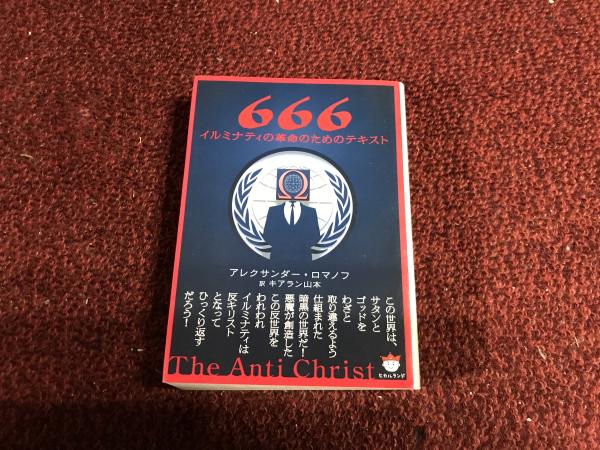 666
イルミナティの革命のためのテキスト
Ω
アレクサンダー・ロマノフ
訳 キアラン山本
この世界は、
サタンと
ゴッドを
わざと
取り違えるよう
仕組まれた
暗黒の世界だ!
悪魔が創造した
この反世界を
われわれ
イルミナティは
反キリスト
となって
ひっくり返す
だろう!
The Anti Christ
ヒカルランド